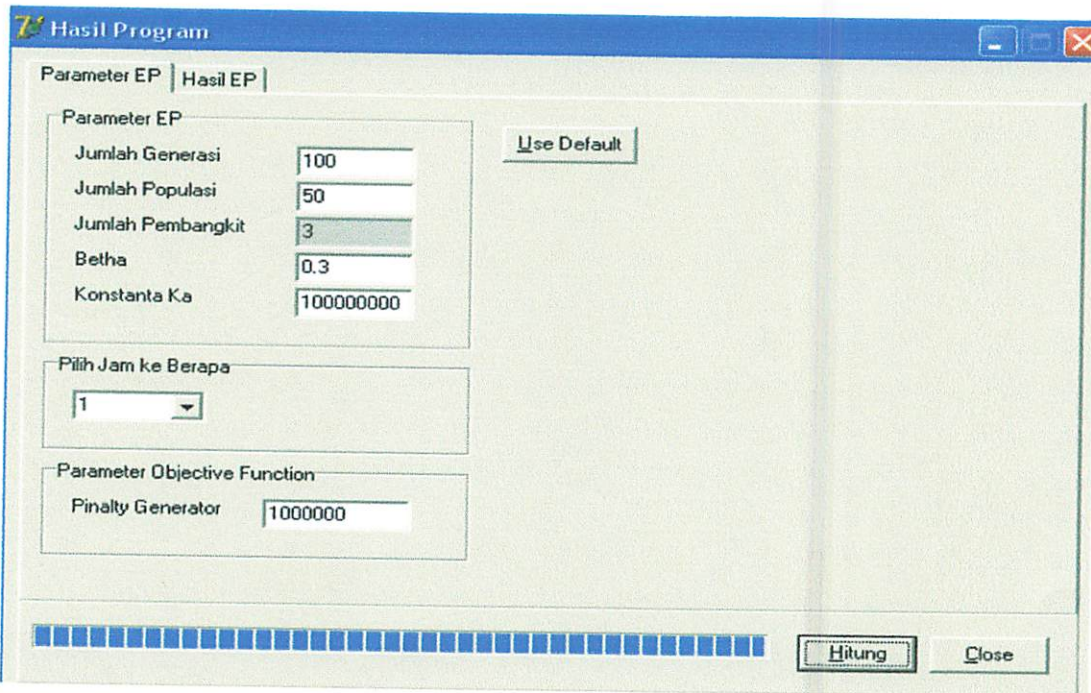 Hasil Program
Parameter EP Hasil EP
Parameter EP
Use Default
Jumlah Generasi 100
Jumlah Populasi 50
Jumlah Pembangkit 3
Betha 0.3
Konstanta Ka 100000000
Pilih Jam ke Berapa
1
Parameter Objective Function
Pinalty Generator 1000000
Hitung Close